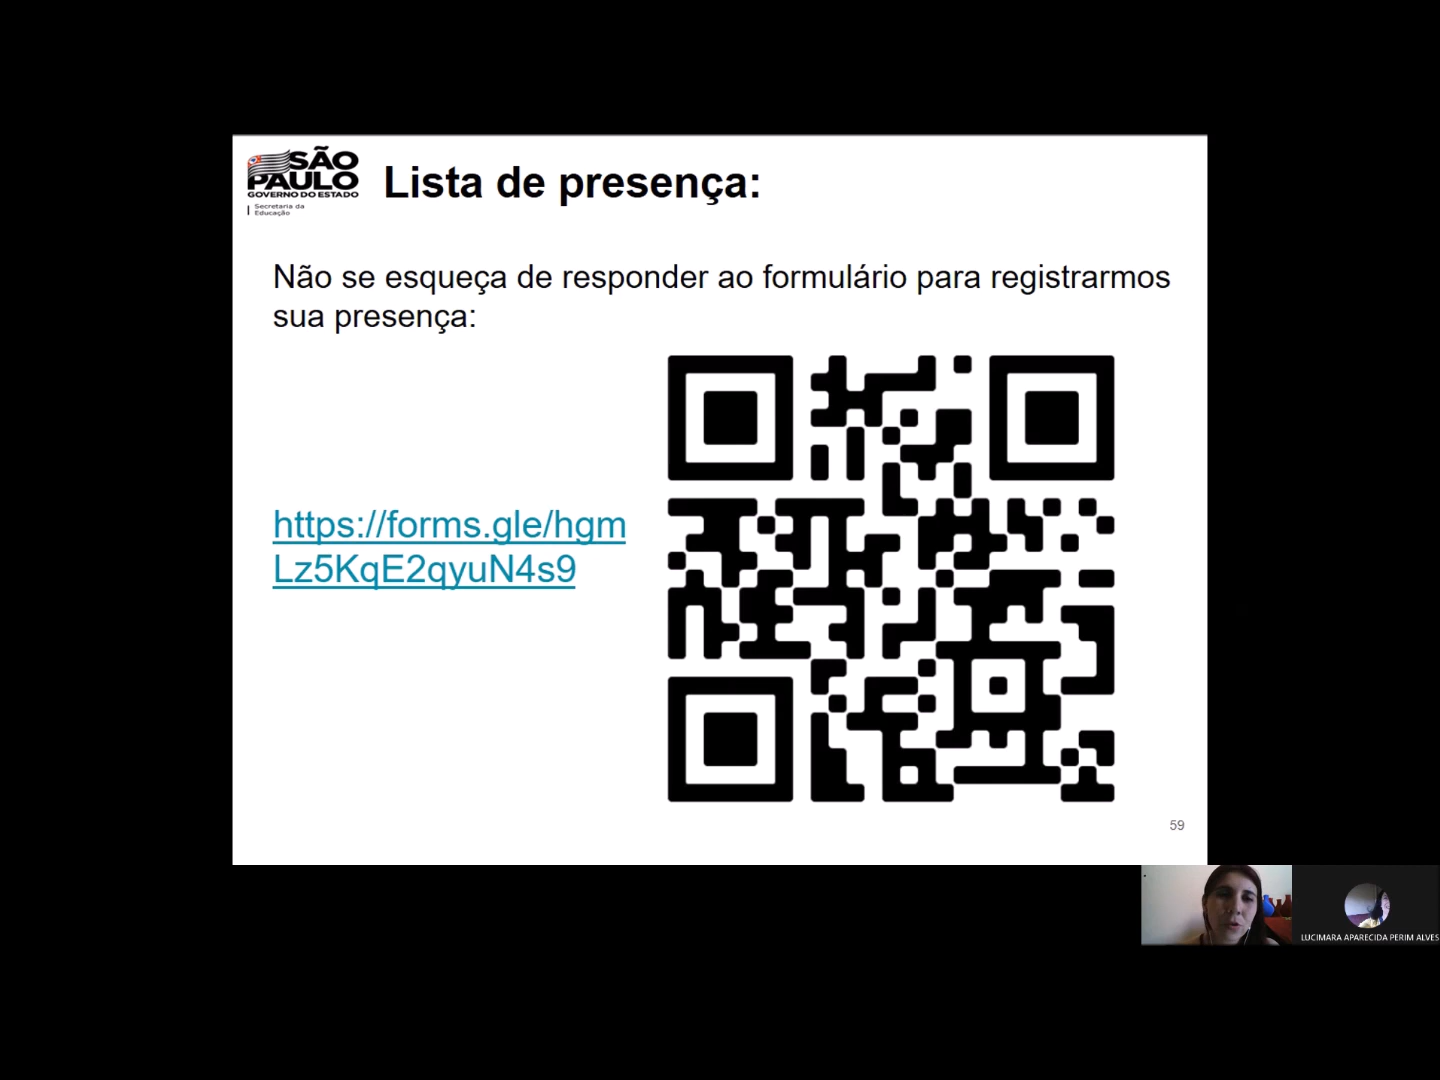 SÃO
PAULO
GOVERNO DO ESTADO
Secretaria da
Educação
Lista de presença:
Não se esqueça de responder ao formulário para registrarmos
sua presença:
https://forms.gle/hgm
Lz5KqE2qyuN4s9
59
LUCIMARA APARECIDA PERIM ALVES